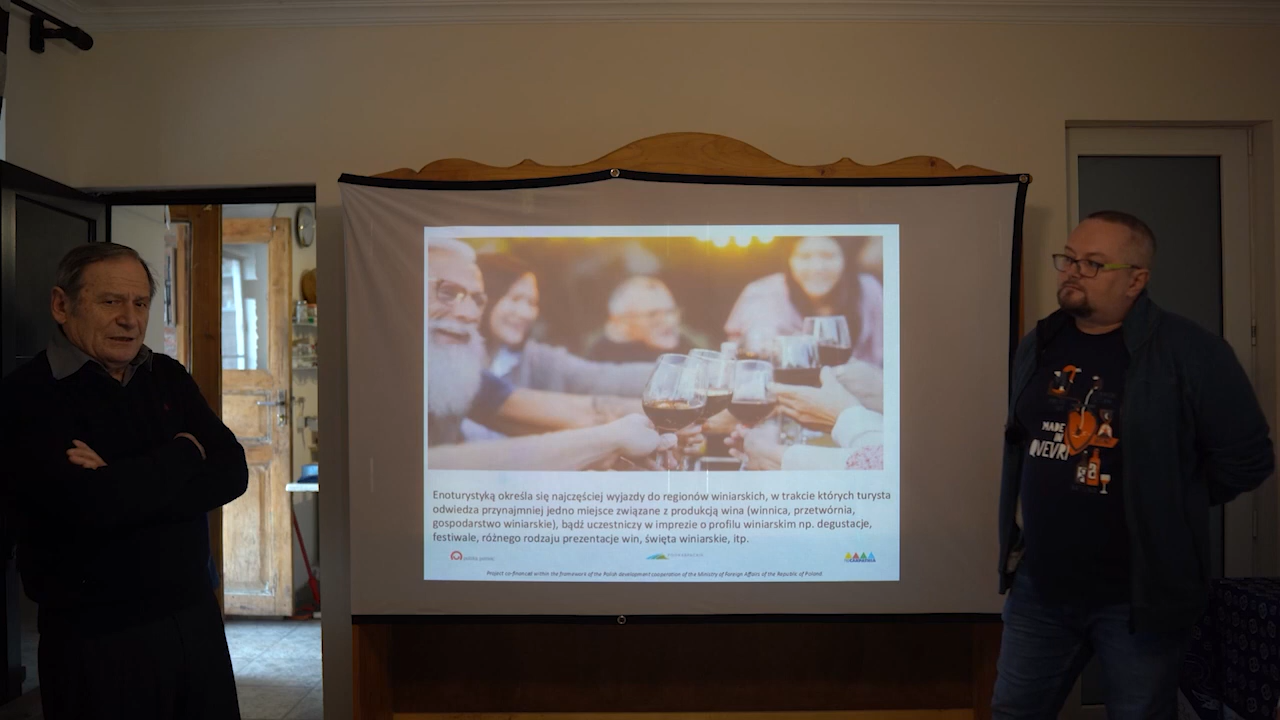 Enoturystyką określa się najczęściej wyjazdy do regionów winiarskich, w trakcie których turysta
odwiedza przynajmniej jedno miejsce związane z produkcją wina (winnica, przetwórnia,
gospodarstwo winiarskie), bądź uczestniczy w imprezie o profilu winiarskim np. degustacje,
festiwale, różnego rodzaju prezentacje win, święta winiarskie, itp.
polska pomoc
Project co-financed within the framework of the Polish development cooperation of the Ministry of Foreign Affairs of the Republic of Poland
MADE
IN
QVEVRI